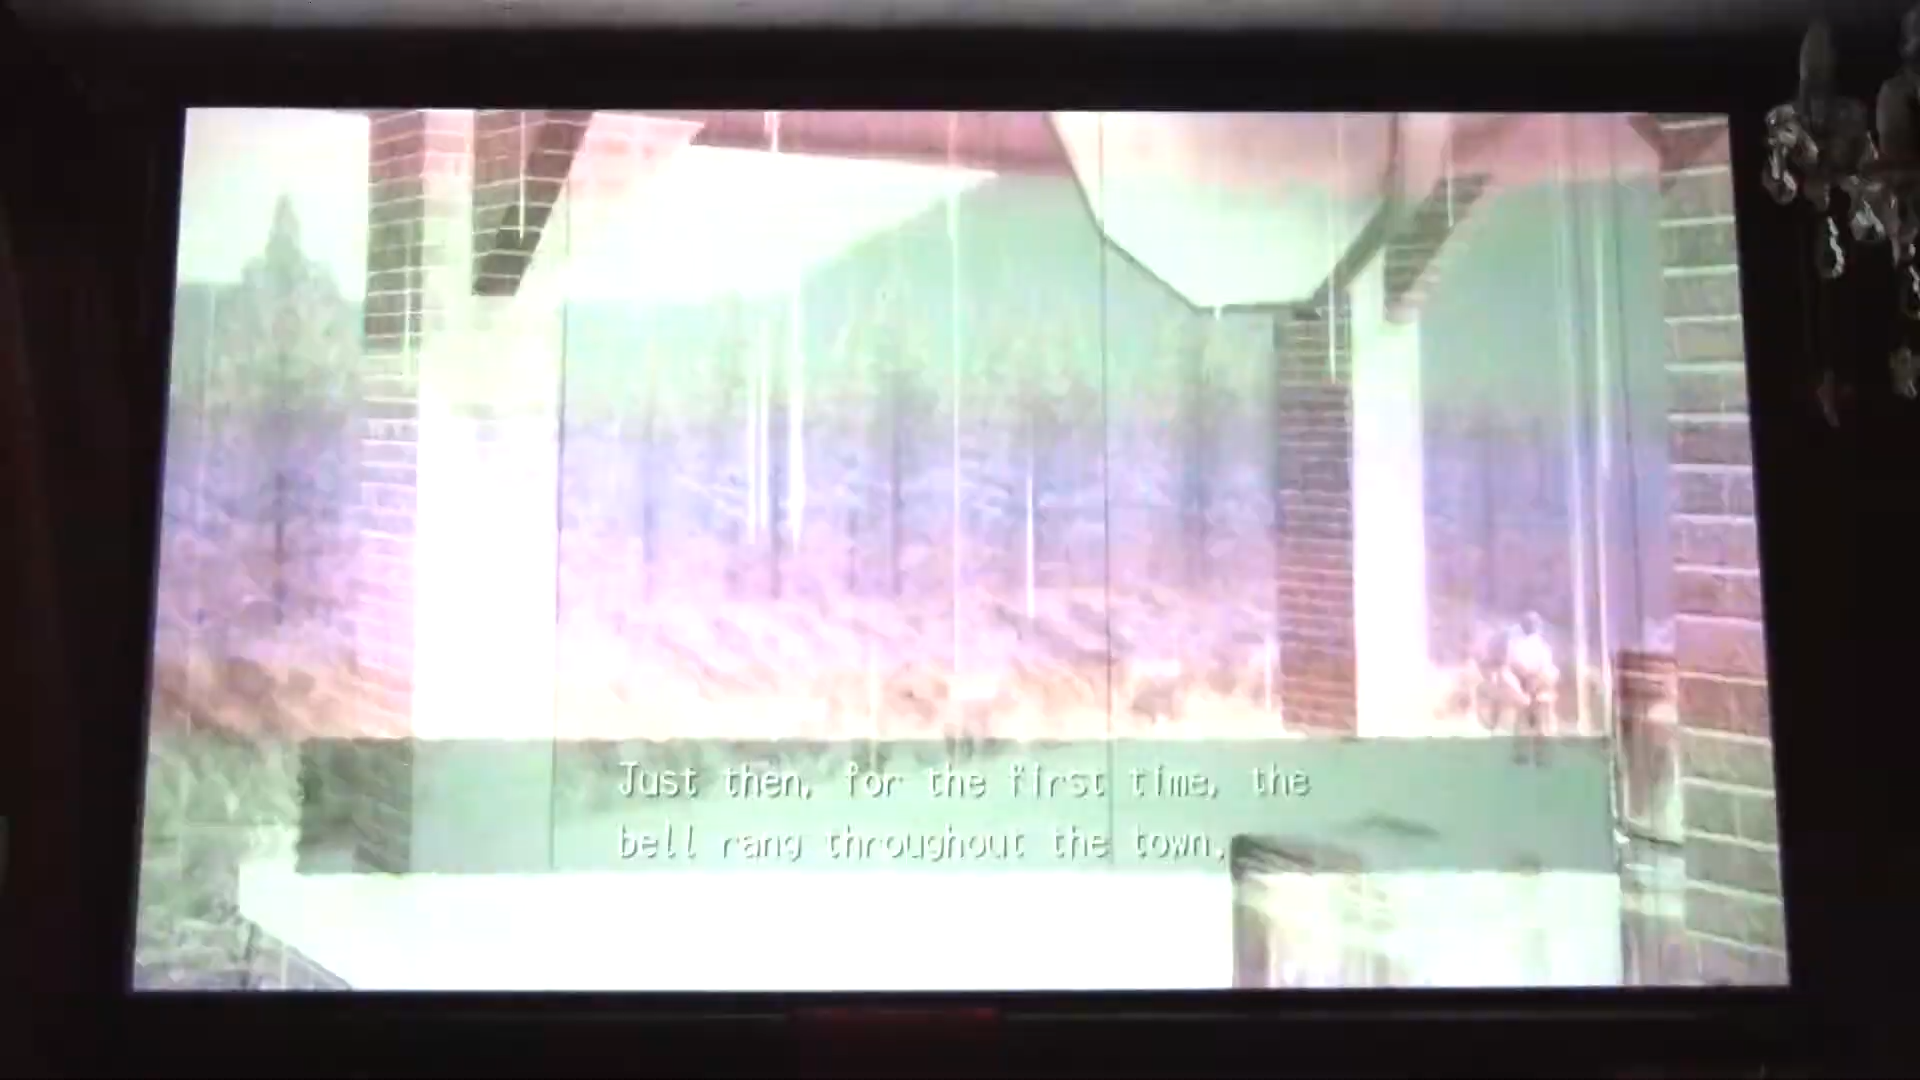 Just then, for the first time, the
bell rang throughout the town.